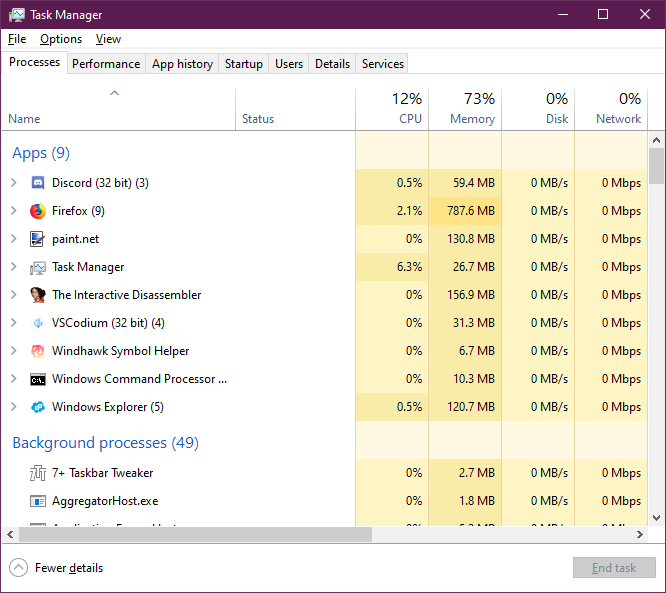 Task Manager
File Options View
Processes Performance App history Startup Users Details Services
12% 73% 0% 0%
Name Status CPU Memory Disk Network
Apps (9)
Discord (32 bit) (3) 0.5% 59.4 MB 0 MB/s 0 Mbps
Firefox (9) 2.1% 787.6 MB 0 MB/s 0 Mbps
paint.net 0% 130.8 MB 0 MB/s 0 Mbps
Task Manager 6.3% 26.7 MB 0 MB/s 0 Mbps
The Interactive Disassembler 0% 156.9 MB 0 MB/s 0 Mbps
VSCodium (32 bit) (4) 0% 31.3 MB 0 MB/s 0 Mbps
Windhawk Symbol Helper 0% 6.7 MB 0 MB/s 0 Mbps
Windows Command Processor ... 0% 10.3 MB 0 MB/s 0 Mbps
Windows Explorer (5) 0.5% 120.7 MB 0 MB/s 0 Mbps
Background processes (49)
7+ Taskbar Tweaker 0% 2.7 MB 0 MB/s 0 Mbps
AggregatorHost.exe 0% 1.8 MB 0 MB/s 0 Mbps
Fewer details End task